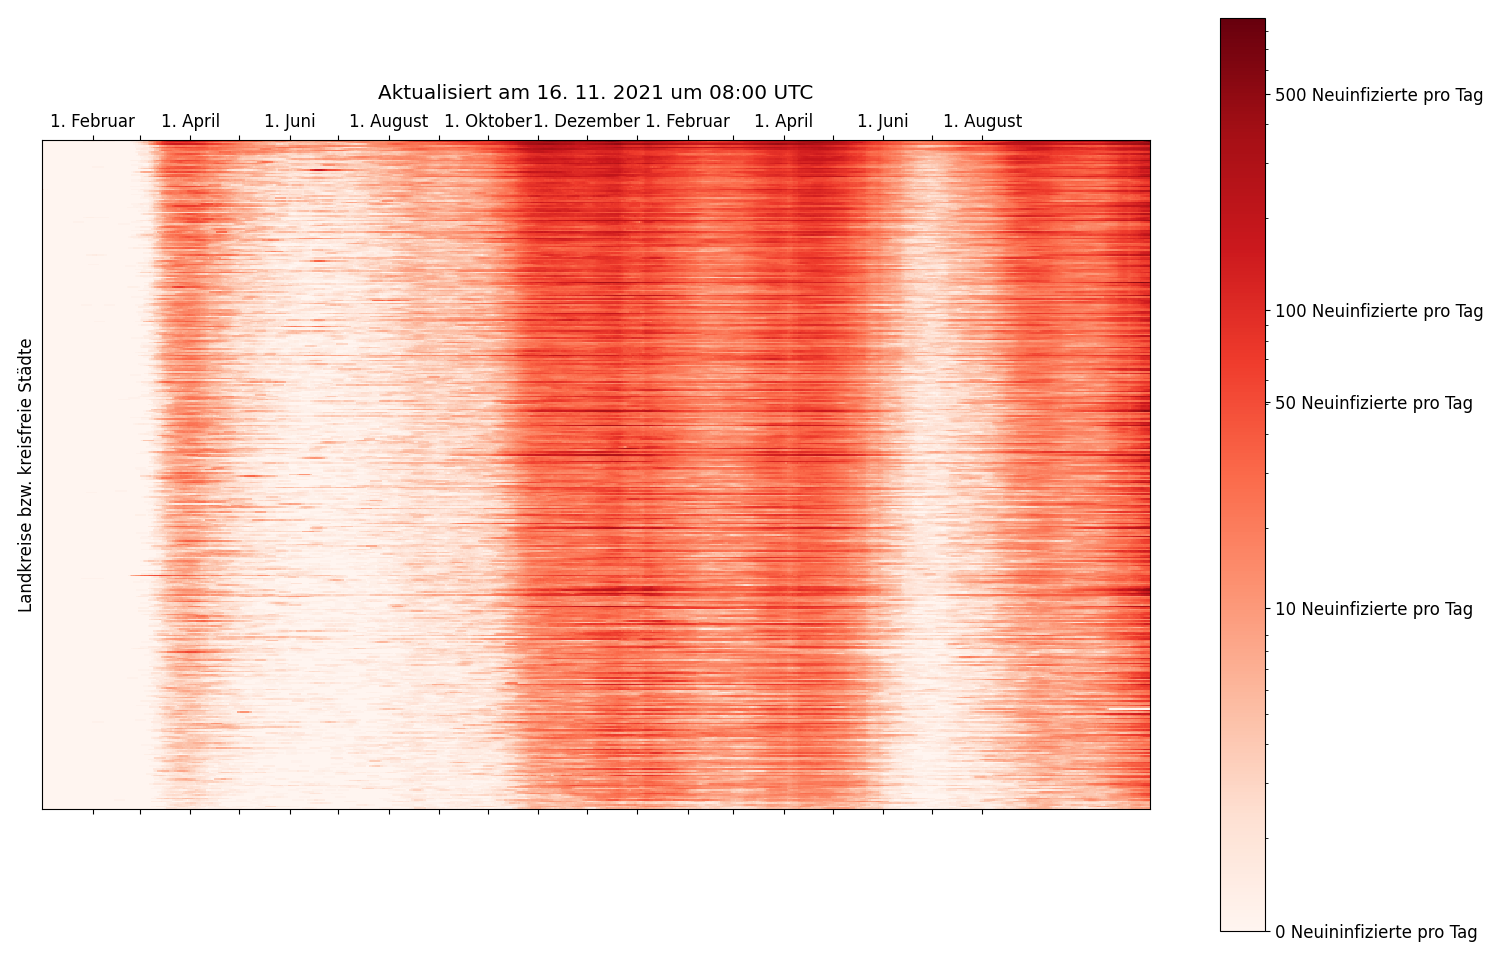 Aktualisiert am 16. 11. 2021 um 08:00 UTC
1. Februar 1. April 1. Juni 1. August 1. Oktober 1. Dezember 1. Februar 1. April 1. Juni 1. August
Landkreise bzw. kreisfreie Städte
500 Neuinfizierte pro Tag
100 Neuinfizierte pro Tag
50 Neuinfizierte pro Tag
10 Neuinfizierte pro Tag
0 Neuininfizierte pro Tag